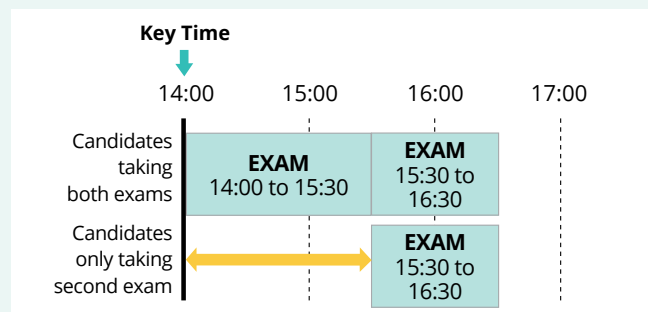 Key Time
14:00 15:00 16:00 17:00
Candidates
taking
both exams
EXAM
14:00 to 15:30
EXAM
15:30 to
16:30
Candidates
only taking
second exam
EXAM
15:30 to
16:30